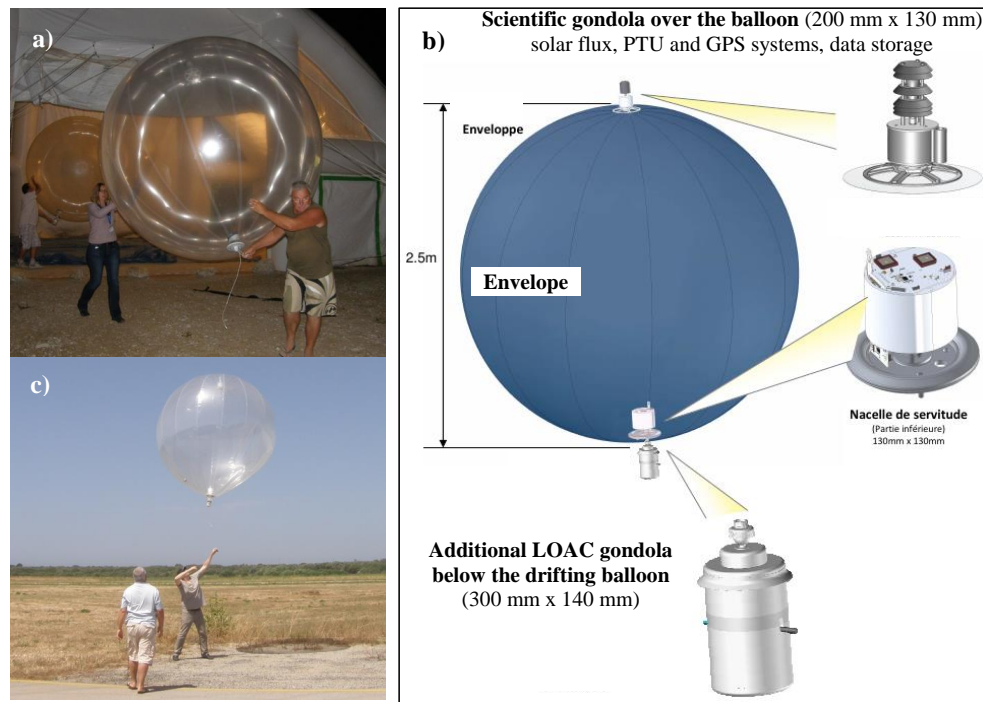 a)
b)
Scientific gondola over the balloon (200 mm x 130 mm)
solar flux, PTU and GPS systems, data storage
Enveloppe
2.5m
Envelope
Nacelle de servitude
(Partie inférieure)
130mm x 130mm
c)
Additional LOAC gondola
below the drifting balloon
(300 mm x 140 mm)